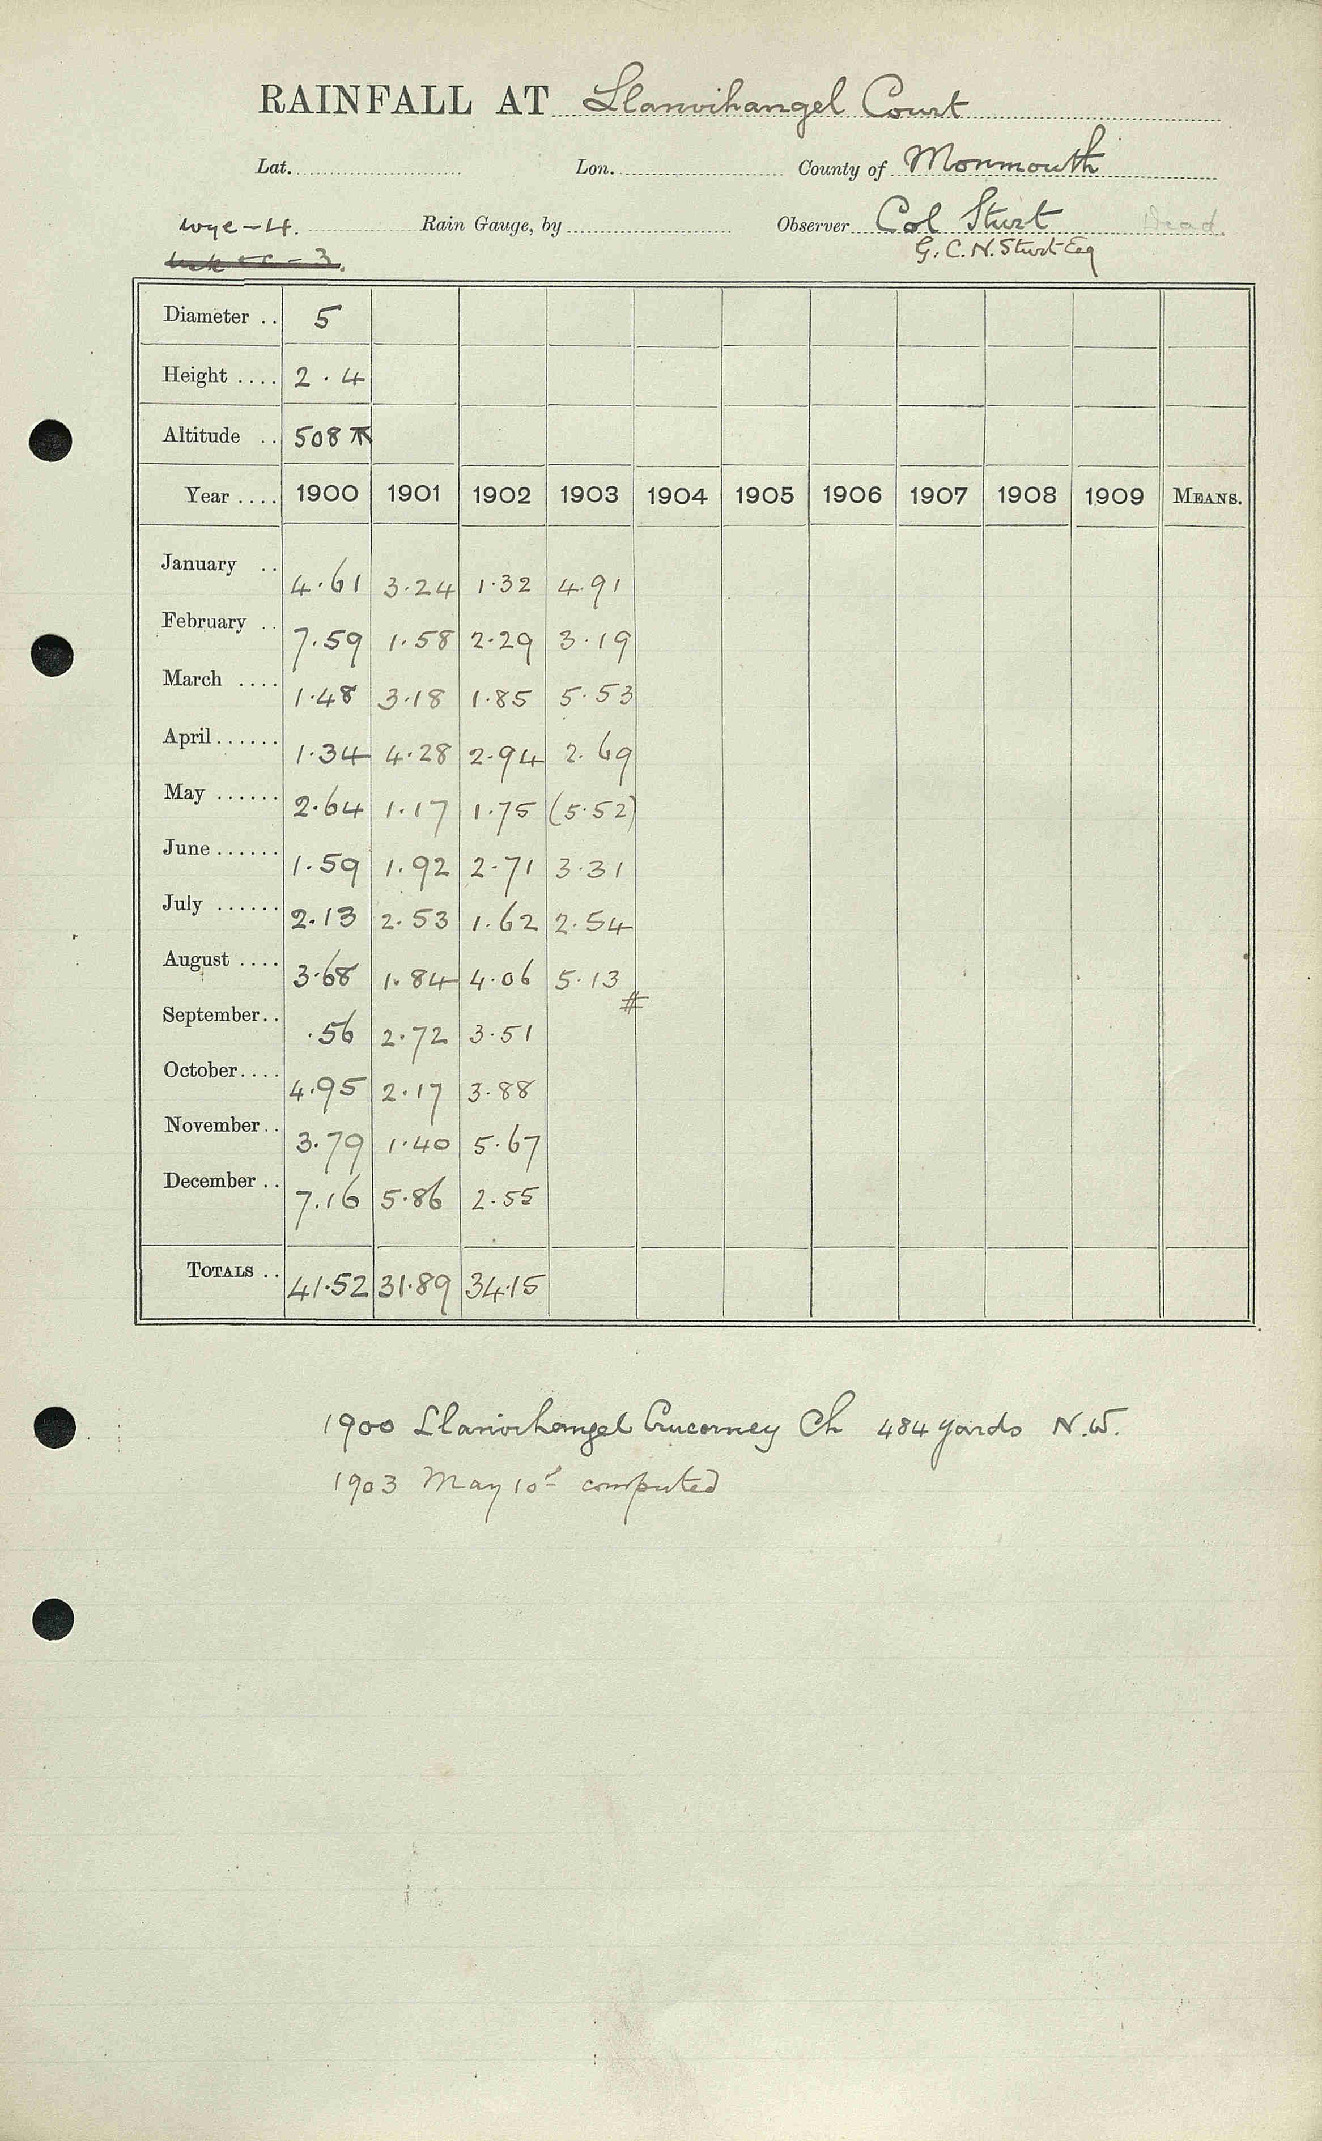 RAINFALL AT Llanvihangel Court
Lat. Lon. County of Monmouth
Wye-4. Rain Gauge, by Observer Col Sturt Dead.
G. C. N. Sturt Esq
Diameter .. 5
Height .... 2.4
Altitude .. 508
Year .... 1900 1901 1902 1903 1904 1905 1906 1907 1908 1909 MEANS.
January .. 4.61 3.24 1.32 4.91
February .. 7.59 1.58 2.29 3.19
March .... 1.48 3.18 1.85 5.53
April ...... 1.34 4.28 2.94 2.69
May ...... 2.64 1.17 1.75 (5.52)
June ...... 1.59 1.92 2.71 3.31
July ...... 2.13 2.53 1.62 2.54
August .... 3.68 1.84 4.06 5.13 #
September.. .56 2.72 3.51
October.... 4.95 2.17 3.88
November.. 3.79 1.40 5.67
December .. 7.16 5.86 2.55
TOTALS .. 41.52 31.89 34.15
1900 Llanvihangel Crucorney Ch 484 yards N.W.
1903 May computed